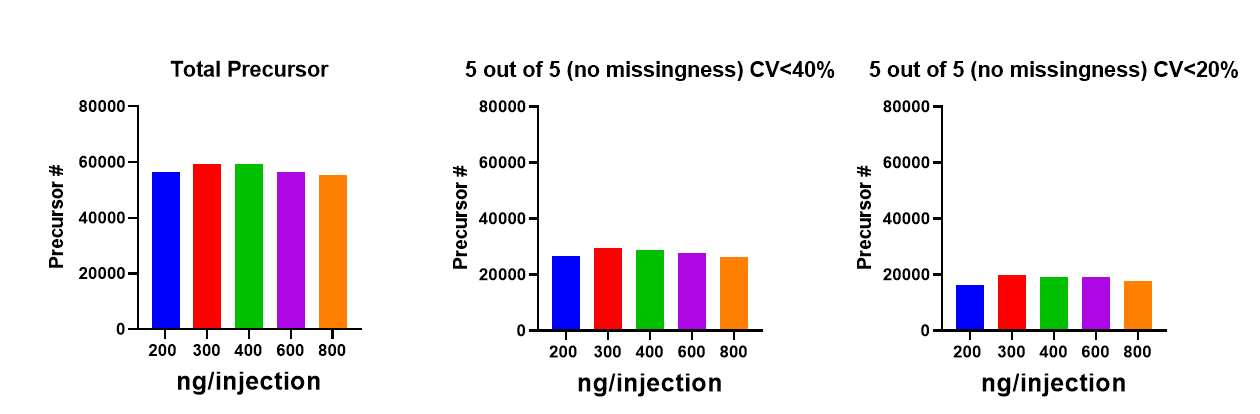 Total Precursor
80000
60000
40000
20000
0
Precursor #
200 300 400 600 800
ng/injection
5 out of 5 (no missingness) CV<40%
80000
60000
40000
20000
0
Precursor #
200 300 400 600 800
ng/injection
5 out of 5 (no missingness) CV<20%
80000
60000
40000
20000
0
Precursor #
200 300 400 600 800
ng/injection